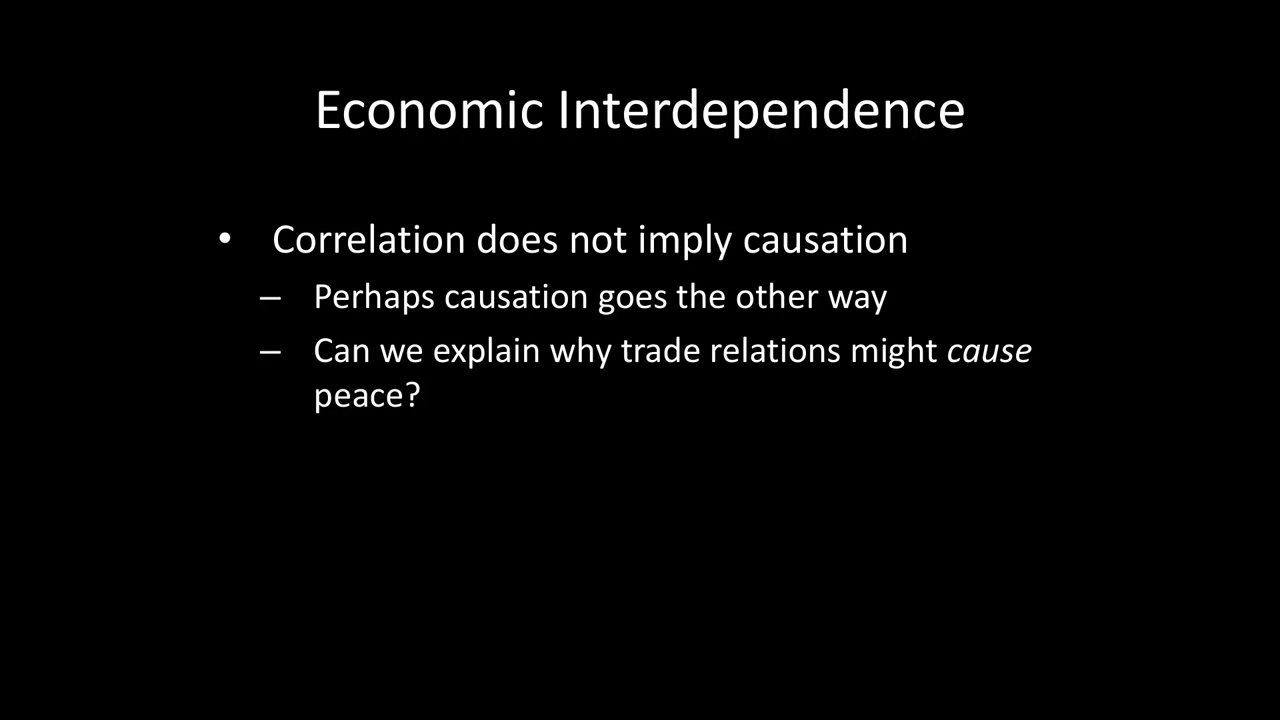 Economic Interdependence
• Correlation does not imply causation
– Perhaps causation goes the other way
– Can we explain why trade relations might cause
peace?